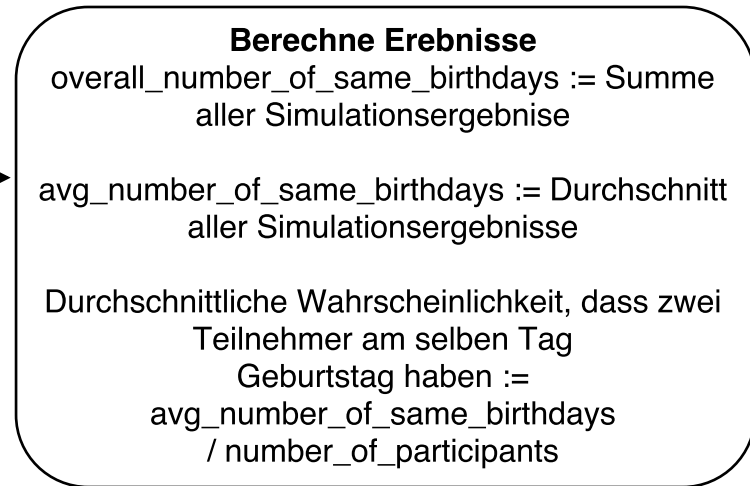 Berechne Erebnisse
overall_number_of_same_birthdays := Summe
aller Simulationsergebnise
avg_number_of_same_birthdays := Durchschnitt
aller Simulationsergebnisse
Durchschnittliche Wahrscheinlichkeit, dass zwei
Teilnehmer am selben Tag
Geburtstag haben :=
avg_number_of_same_birthdays
/ number_of_participants